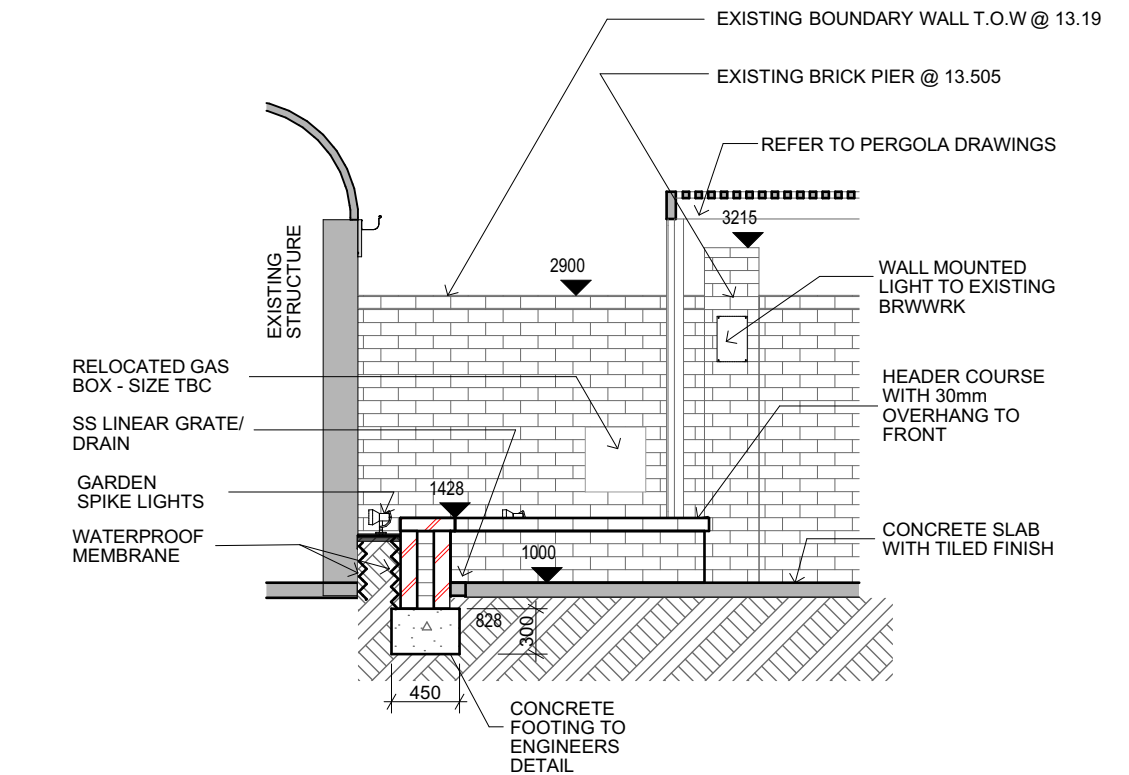 EXISTING BOUNDARY WALL T.O.W @ 13.19
EXISTING BRICK PIER @ 13.505
REFER TO PERGOLA DRAWINGS
3215
EXISTING
STRUCTURE
2900
WALL MOUNTED
LIGHT TO EXISTING
BRWWRK
RELOCATED GAS
BOX - SIZE TBC
HEADER COURSE
WITH 30mm
OVERHANG TO
FRONT
SS LINEAR GRATE/
DRAIN
GARDEN
SPIKE LIGHTS
1428
WATERPROOF
MEMBRANE
1000
CONCRETE SLAB
WITH TILED FINISH
828
300
450
CONCRETE
FOOTING TO
ENGINEERS
DETAIL